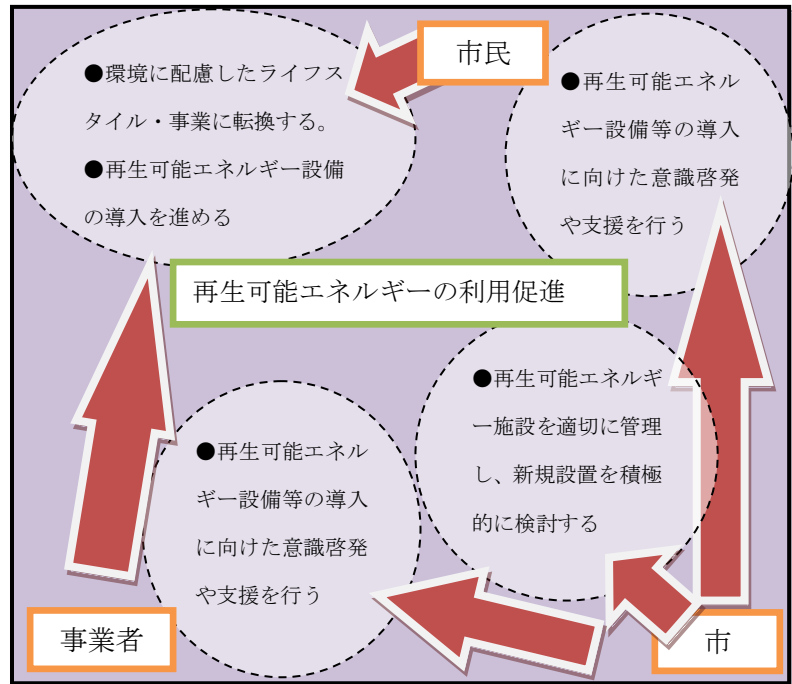 市民
●環境に配慮したライフス
タイル・事業に転換する。
●再生可能エネルギー設備
の導入を進める
●再生可能エネル
ギー設備等の導入
に向けた意識啓発
や支援を行う
再生可能エネルギーの利用促進
●再生可能エネルギ
ー施設を適切に管理
し、新規設置を積極
的に検討する
●再生可能エネル
ギー設備等の導入
に向けた意識啓発
や支援を行う
事業者
市